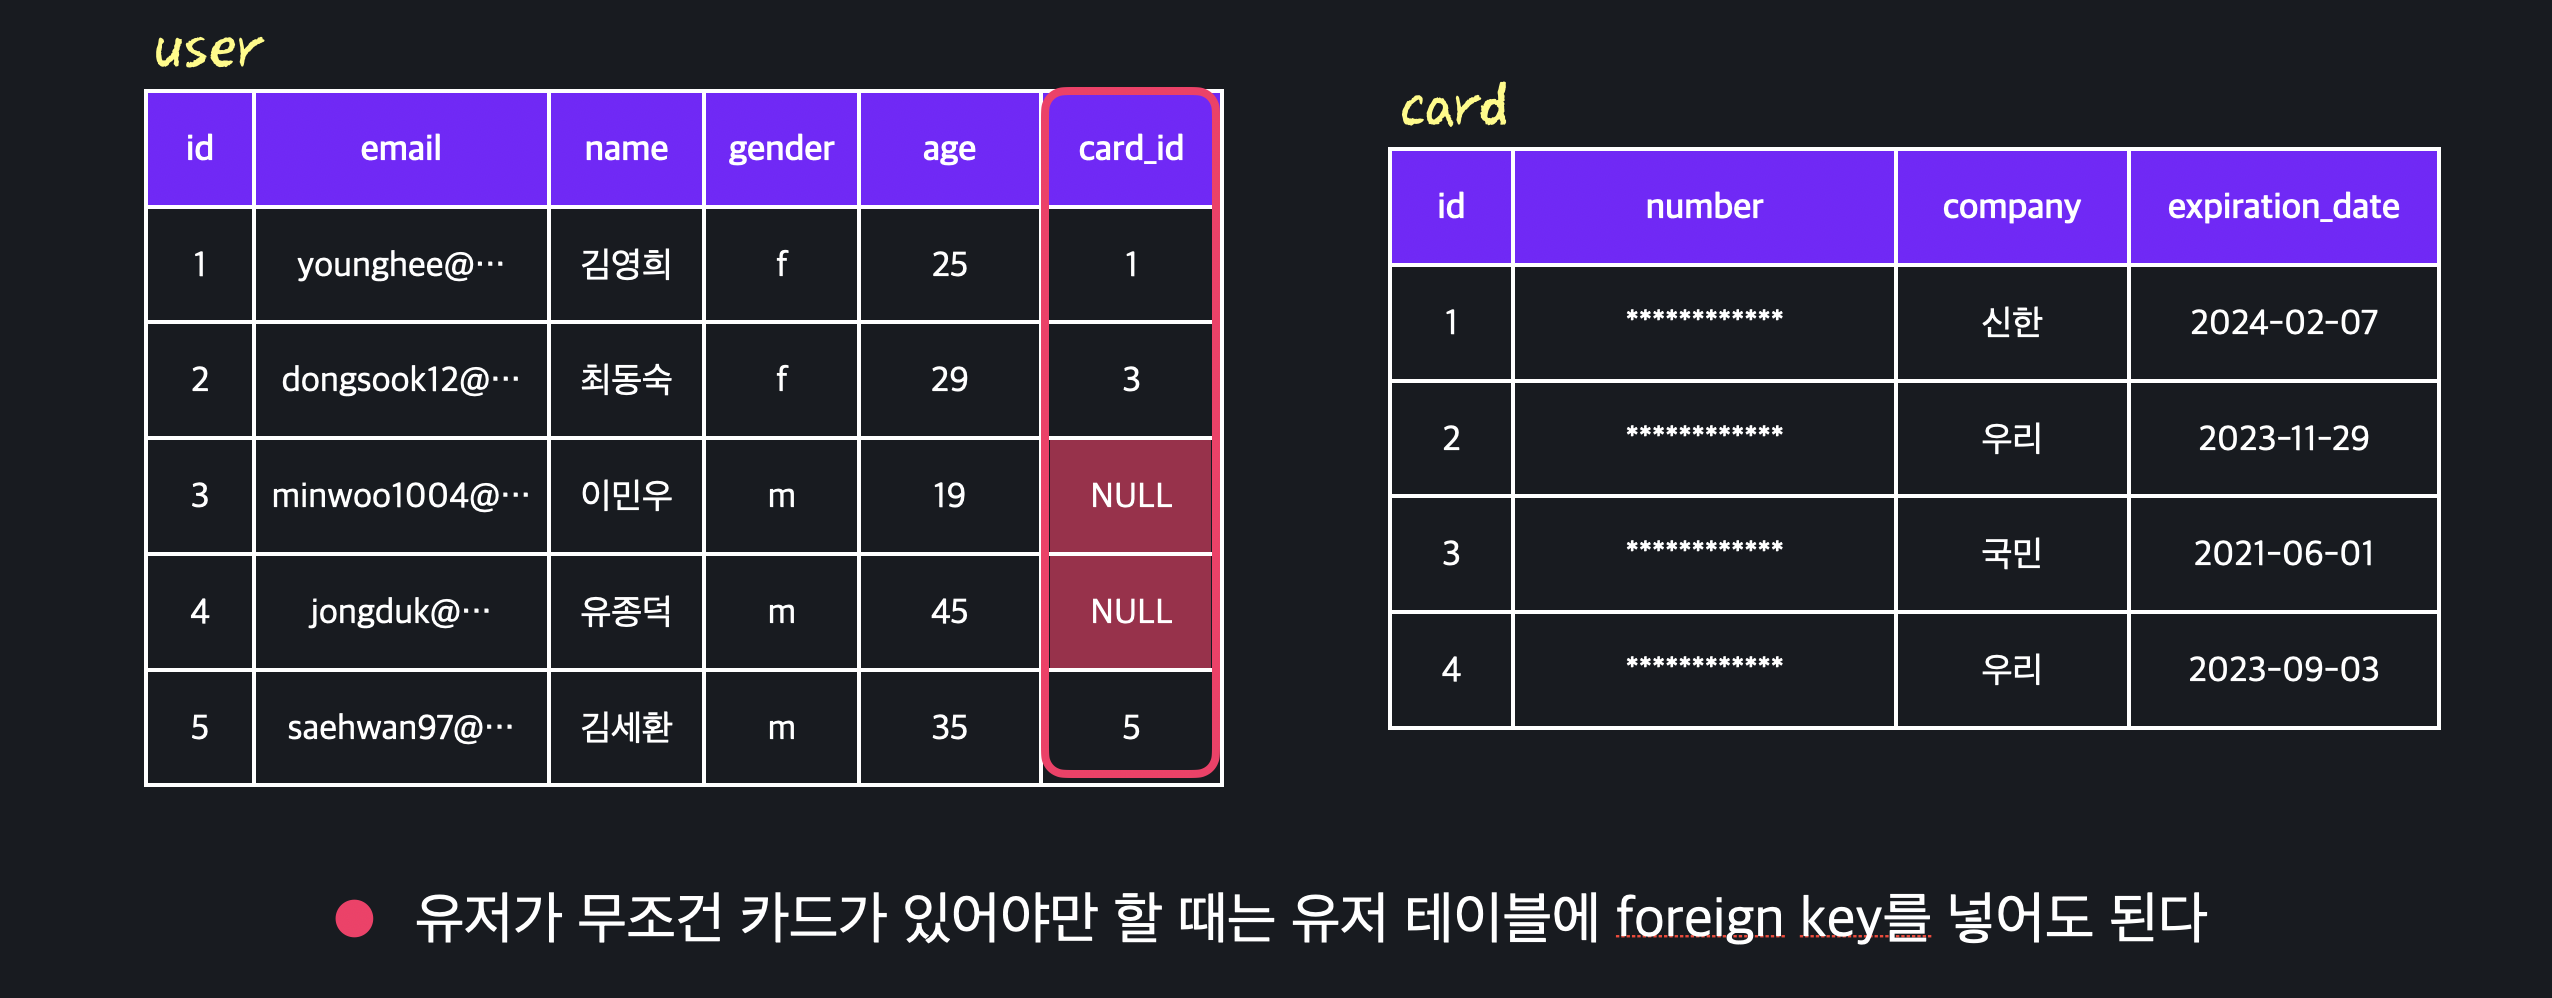 user
id email name gender age card_id
1 younghee@… 김영희 f 25 1
2 dongsook12@… 최동숙 f 29 3
3 minwoo1004@… 이민우 m 19 NULL
4 jongduk@… 유종덕 m 45 NULL
5 saehwan97@… 김세환 m 35 5
card
id number company expiration_date
1 ************ 신한 2024-02-07
2 ************ 우리 2023-11-29
3 ************ 국민 2021-06-01
4 ************ 우리 2023-09-03
유저가 무조건 카드가 있어야만 할 때는 유저 테이블에 foreign key를 넣어도 된다